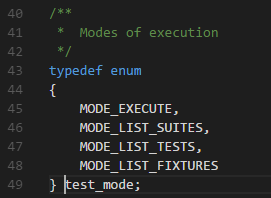 40 /**
41  *  Modes of execution
42  */
43 typedef enum
44 {
45     MODE_EXECUTE,
46     MODE_LIST_SUITES,
47     MODE_LIST_TESTS,
48     MODE_LIST_FIXTURES
49 } test_mode;